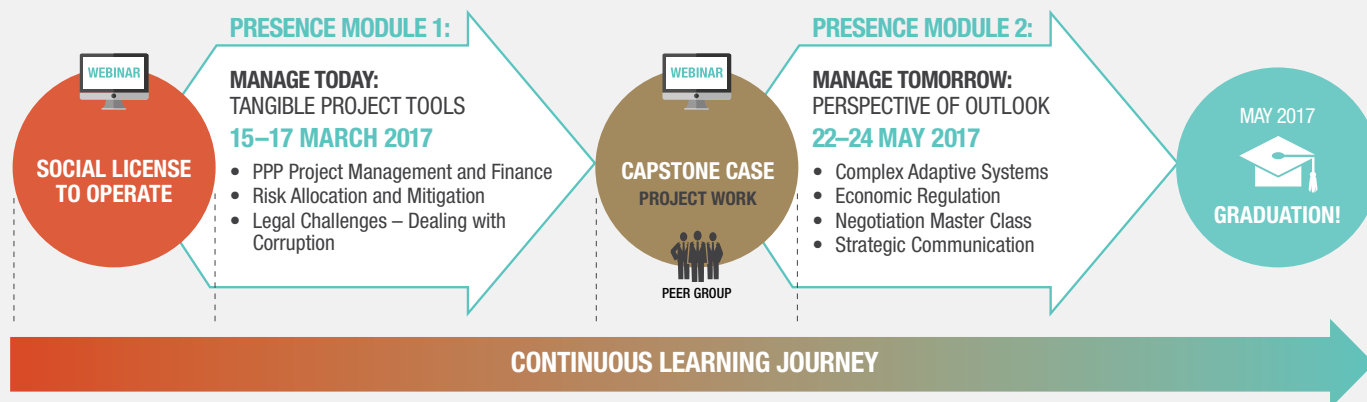 WEBINAR
SOCIAL LICENSE
TO OPERATE
PRESENCE MODULE 1:
MANAGE TODAY:
TANGIBLE PROJECT TOOLS
15–17 MARCH 2017
• PPP Project Management and Finance
• Risk Allocation and Mitigation
• Legal Challenges – Dealing with
Corruption
WEBINAR
CAPSTONE CASE
PROJECT WORK
PEER GROUP
PRESENCE MODULE 2:
MANAGE TOMORROW:
PERSPECTIVE OF OUTLOOK
22–24 MAY 2017
• Complex Adaptive Systems
• Economic Regulation
• Negotiation Master Class
• Strategic Communication
MAY 2017
GRADUATION!
CONTINUOUS LEARNING JOURNEY